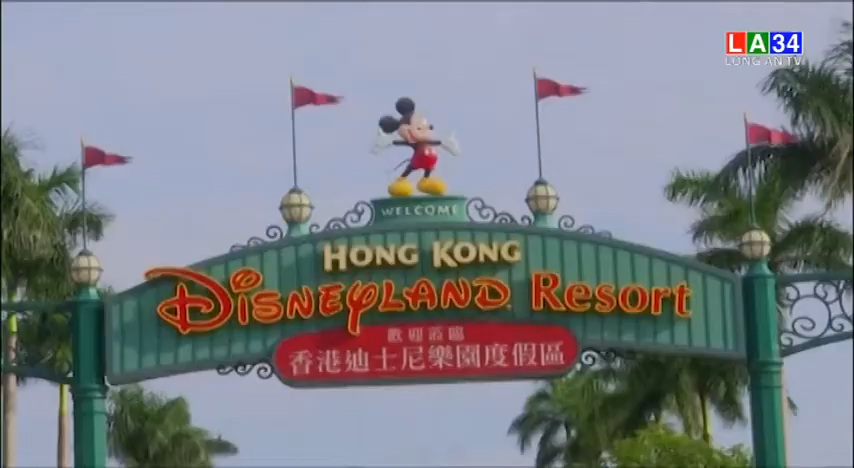 LA34
LONG AN TV
WELCOME
HONG KONG
DISNEYLAND RESORT
歡迎蒞臨
香港迪士尼樂園度假區